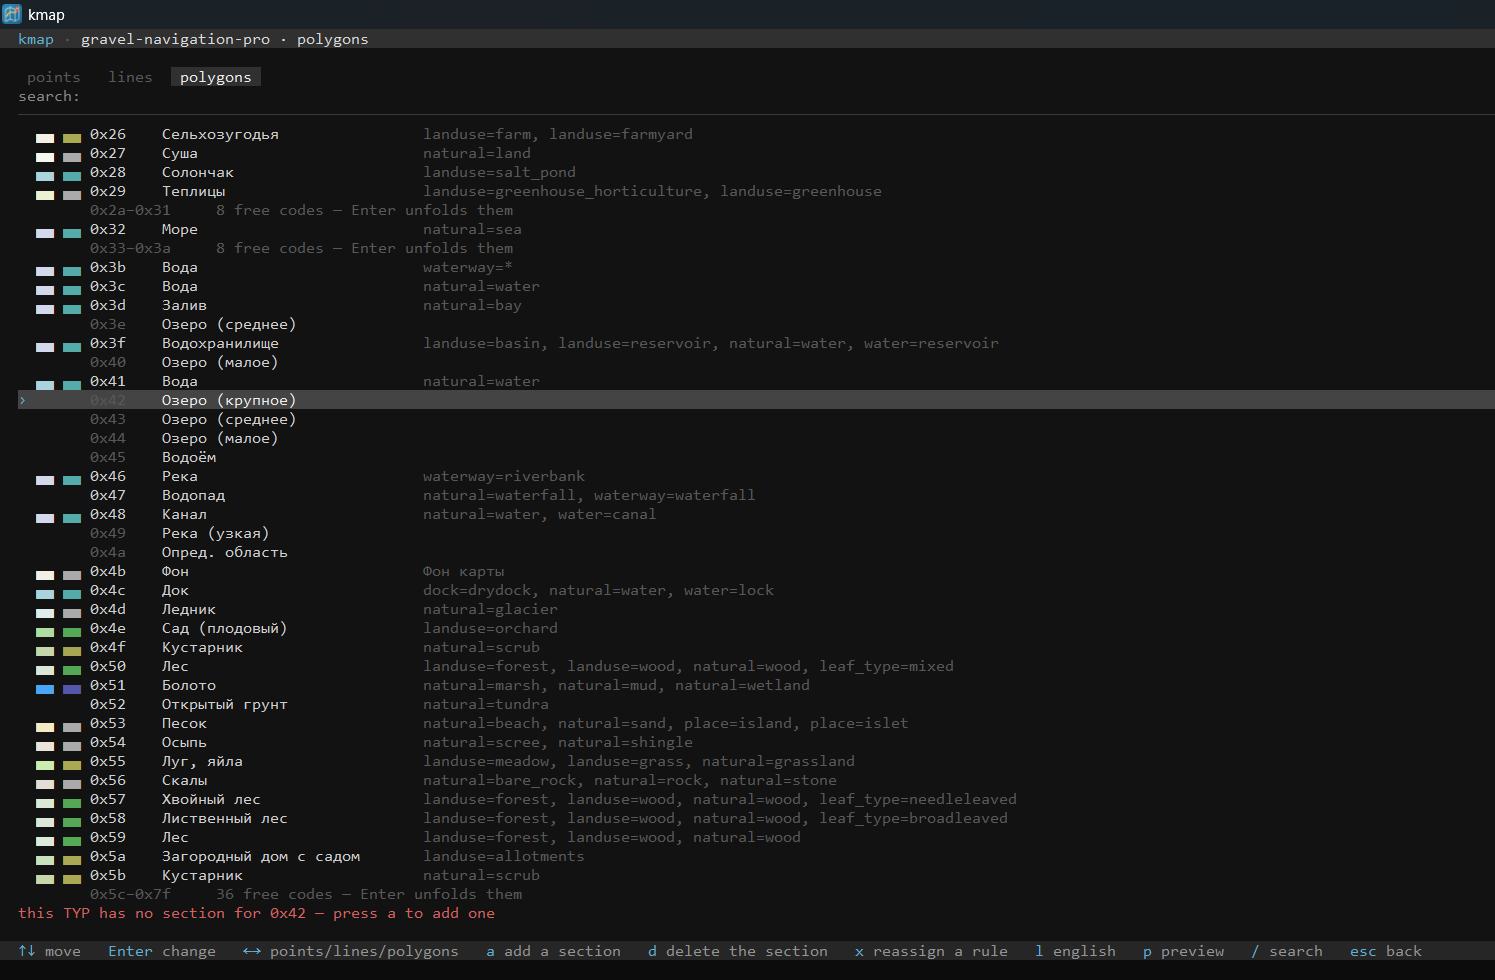 kmap
kmap · gravel-navigation-pro · polygons
points lines polygons
search:
0x26 Сельхозугодья landuse=farm, landuse=farmyard
0x27 Суша natural=land
0x28 Солончак landuse=salt_pond
0x29 Теплицы landuse=greenhouse_horticulture, landuse=greenhouse
0x2a–0x31 8 free codes — Enter unfolds them
0x32 Море natural=sea
0x33–0x3a 8 free codes — Enter unfolds them
0x3b Вода waterway=*
0x3c Вода natural=water
0x3d Залив natural=bay
0x3e Озеро (среднее)
0x3f Водохранилище landuse=basin, landuse=reservoir, natural=water, water=reservoir
0x40 Озеро (малое)
0x41 Вода natural=water
› 0x42 Озеро (крупное)
0x43 Озеро (среднее)
0x44 Озеро (малое)
0x45 Водоём
0x46 Река waterway=riverbank
0x47 Водопад natural=waterfall, waterway=waterfall
0x48 Канал natural=water, water=canal
0x49 Река (узкая)
0x4a Опред. область
0x4b Фон Фон карты
0x4c Док dock=drydock, natural=water, water=lock
0x4d Ледник natural=glacier
0x4e Сад (плодовый) landuse=orchard
0x4f Кустарник natural=scrub
0x50 Лес landuse=forest, landuse=wood, natural=wood, leaf_type=mixed
0x51 Болото natural=marsh, natural=mud, natural=wetland
0x52 Открытый грунт natural=tundra
0x53 Песок natural=beach, natural=sand, place=island, place=islet
0x54 Осыпь natural=scree, natural=shingle
0x55 Луг, яйла landuse=meadow, landuse=grass, natural=grassland
0x56 Скалы natural=bare_rock, natural=rock, natural=stone
0x57 Хвойный лес landuse=forest, landuse=wood, natural=wood, leaf_type=needleleaved
0x58 Лиственный лес landuse=forest, landuse=wood, natural=wood, leaf_type=broadleaved
0x59 Лес landuse=forest, landuse=wood, natural=wood
0x5a Загородный дом с садом landuse=allotments
0x5b Кустарник natural=scrub
0x5c–0x7f 36 free codes — Enter unfolds them
this TYP has no section for 0x42 — press a to add one
↑↓ move Enter change ←→ points/lines/polygons a add a section d delete the section x reassign a rule l english p preview / search esc back